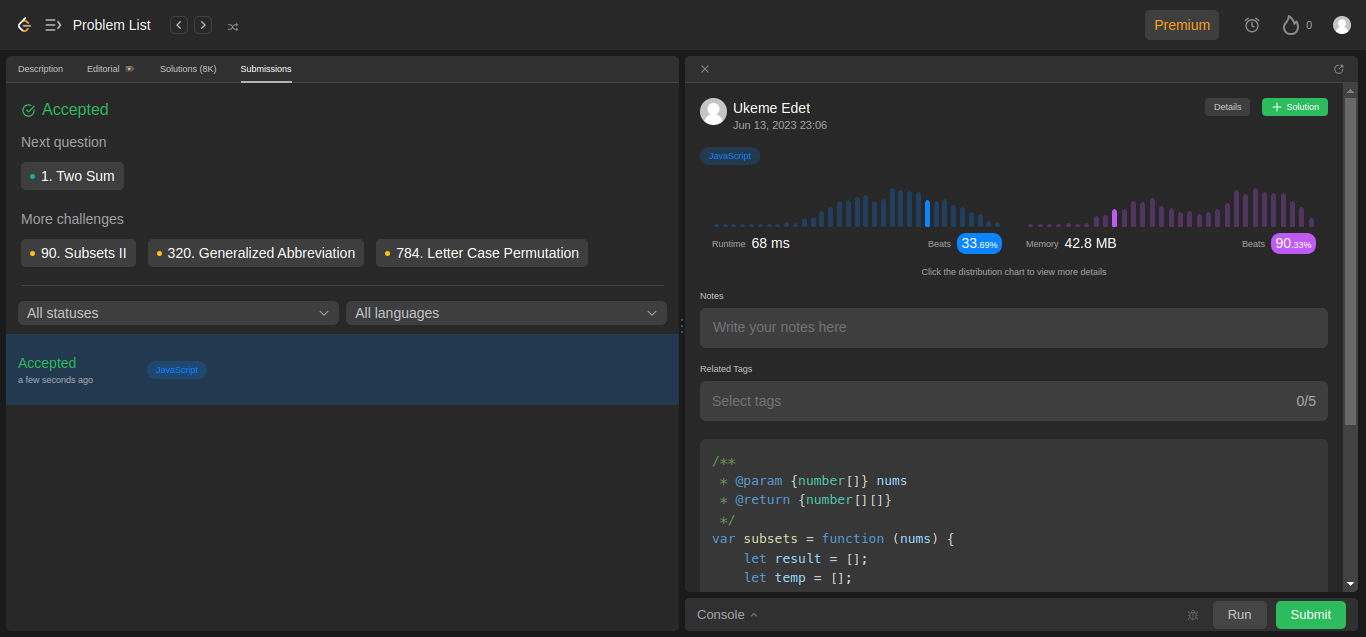 Problem List
Premium
0
Description Editorial Solutions (8K) Submissions
Accepted
Next question
1. Two Sum
More challenges
90. Subsets II 320. Generalized Abbreviation 784. Letter Case Permutation
All statuses All languages
Accepted
a few seconds ago
JavaScript
Ukeme Edet
Jun 13, 2023 23:06
Details Solution
JavaScript
Runtime 68 ms Beats 33.69% Memory 42.8 MB Beats 90.33%
Click the distribution chart to view more details
Notes
Write your notes here
Related Tags
Select tags 0/5
/**
 * @param {number[]} nums
 * @return {number[][]}
 */
var subsets = function (nums) {
    let result = [];
    let temp = [];
Console Run Submit